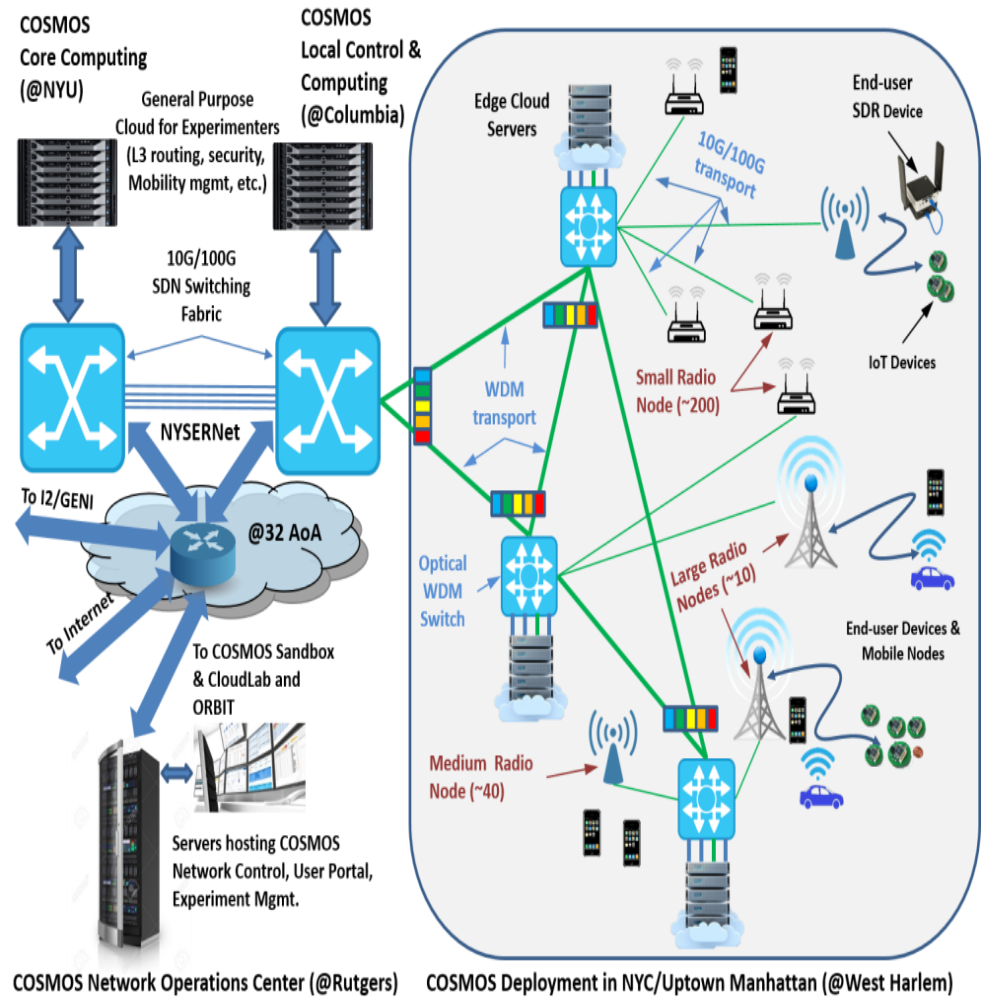 COSMOS
Core Computing
(@NYU)
COSMOS
Local Control &
Computing
(@Columbia)
General Purpose
Cloud for Experimenters
(L3 routing, security,
Mobility mgmt, etc.)
10G/100G
SDN Switching
Fabric
NYSERNet
To I2/GENI
@32 AoA
To Internet
To COSMOS Sandbox
& CloudLab and
ORBIT
Servers hosting COSMOS
Network Control, User Portal,
Experiment Mgmt.
COSMOS Network Operations Center (@Rutgers)
Edge Cloud
Servers
10G/100G
transport
End-user
SDR Device
IoT Devices
WDM
transport
Small Radio
Node (~200)
Optical
WDM
Switch
Large Radio
Nodes (~10)
End-user Devices &
Mobile Nodes
Medium Radio
Node (~40)
COSMOS Deployment in NYC/Uptown Manhattan (@West Harlem)